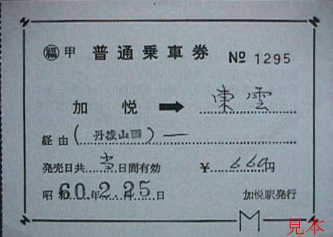 福 甲 普通乗車券 № 1295
加悦 ➡ 東雲
経由 (丹後山田) ―
発売日共 当 日間有効 ¥ 660円
昭和 60年 2月 25日
加悦駅発行
M
見本